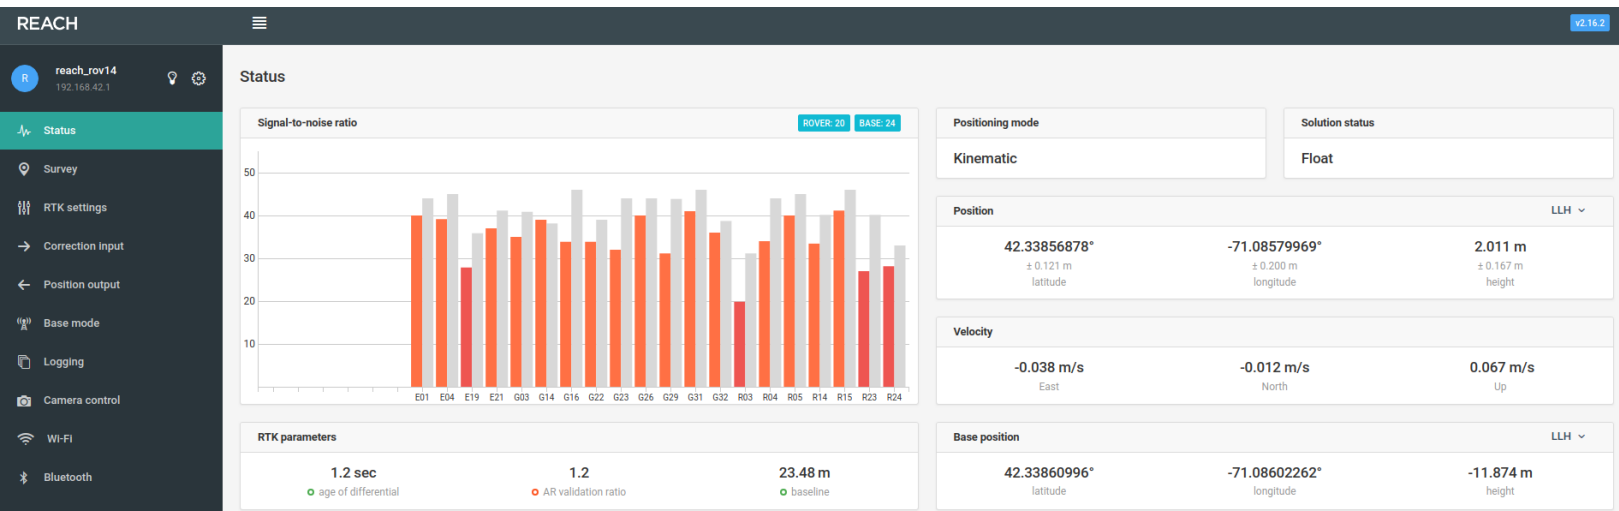 REACH
v2.16.2
R
reach_rov14
192.168.42.1
Status
Survey
RTK settings
Correction input
Position output
Base mode
Logging
Camera control
Wi-Fi
Bluetooth
Status
Signal-to-noise ratio
ROVER: 20 BASE: 24
50
40
30
20
10
E01 E04 E19 E21 G03 G14 G16 G22 G23 G26 G29 G31 G32 R03 R04 R05 R14 R15 R23 R24
RTK parameters
1.2 sec 1.2 23.48 m
age of differential AR validation ratio baseline
Positioning mode
Kinematic
Solution status
Float
Position LLH
42.33856878° -71.08579969° 2.011 m
± 0.121 m ± 0.200 m ± 0.167 m
latitude longitude height
Velocity
-0.038 m/s -0.012 m/s 0.067 m/s
East North Up
Base position LLH
42.33860996° -71.08602262° -11.874 m
latitude longitude height